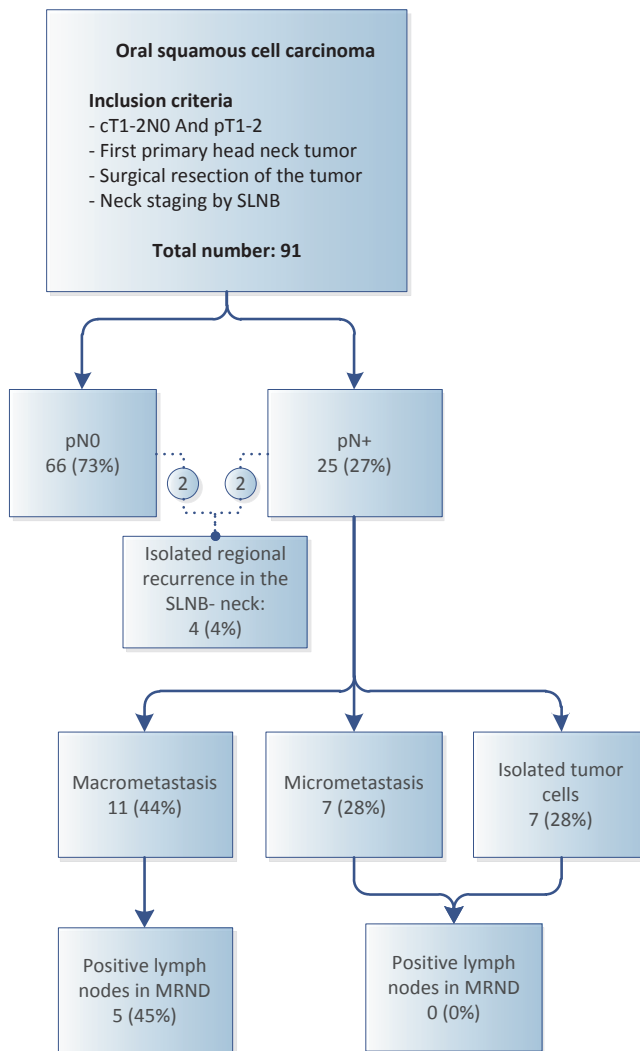 Oral squamous cell carcinoma
Inclusion criteria
- cT1-2N0 And pT1-2
- First primary head neck tumor
- Surgical resection of the tumor
- Neck staging by SLNB
Total number: 91
pN0
66 (73%)
pN+
25 (27%)
2
2
Isolated regional
recurrence in the
SLNB- neck:
4 (4%)
Macrometastasis
11 (44%)
Micrometastasis
7 (28%)
Isolated tumor
cells
7 (28%)
Positive lymph
nodes in MRND
5 (45%)
Positive lymph
nodes in MRND
0 (0%)